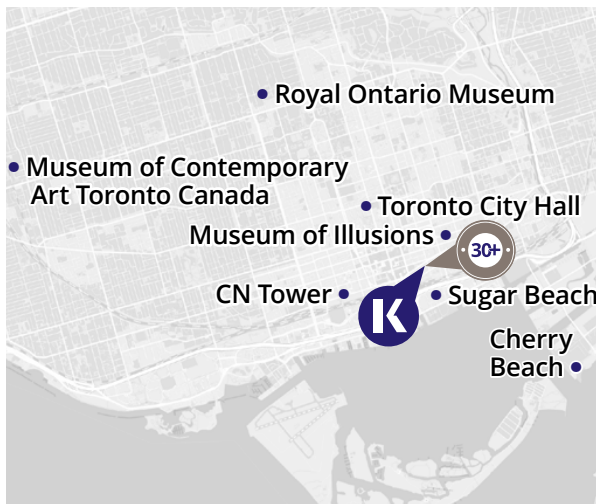 Royal Ontario Museum
Museum of Contemporary
Art Toronto Canada
Toronto City Hall
Museum of Illusions
30+
CN Tower
K
Sugar Beach
Cherry
Beach